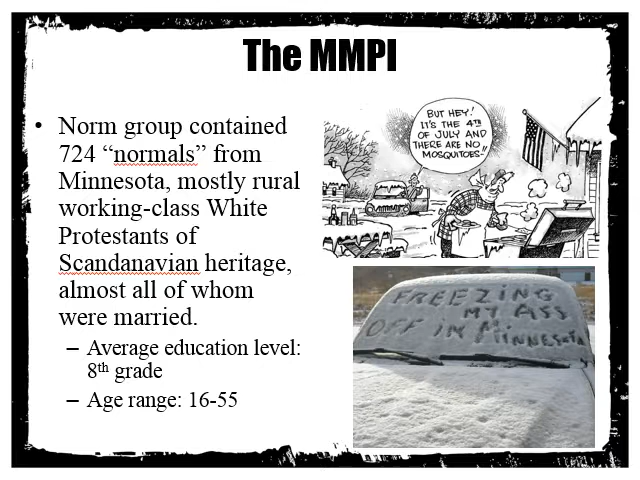 The MMPI
• Norm group contained
724 “normals” from
Minnesota, mostly rural
working-class White
Protestants of
Scandanavian heritage,
almost all of whom
were married.
– Average education level:
8th grade
– Age range: 16-55
BUT HEY!
IT'S THE 4TH
OF JULY AND
THERE ARE NO
MOSQUITOES-"
FREEZING
MY ASS
OFF IN MINNESOTA